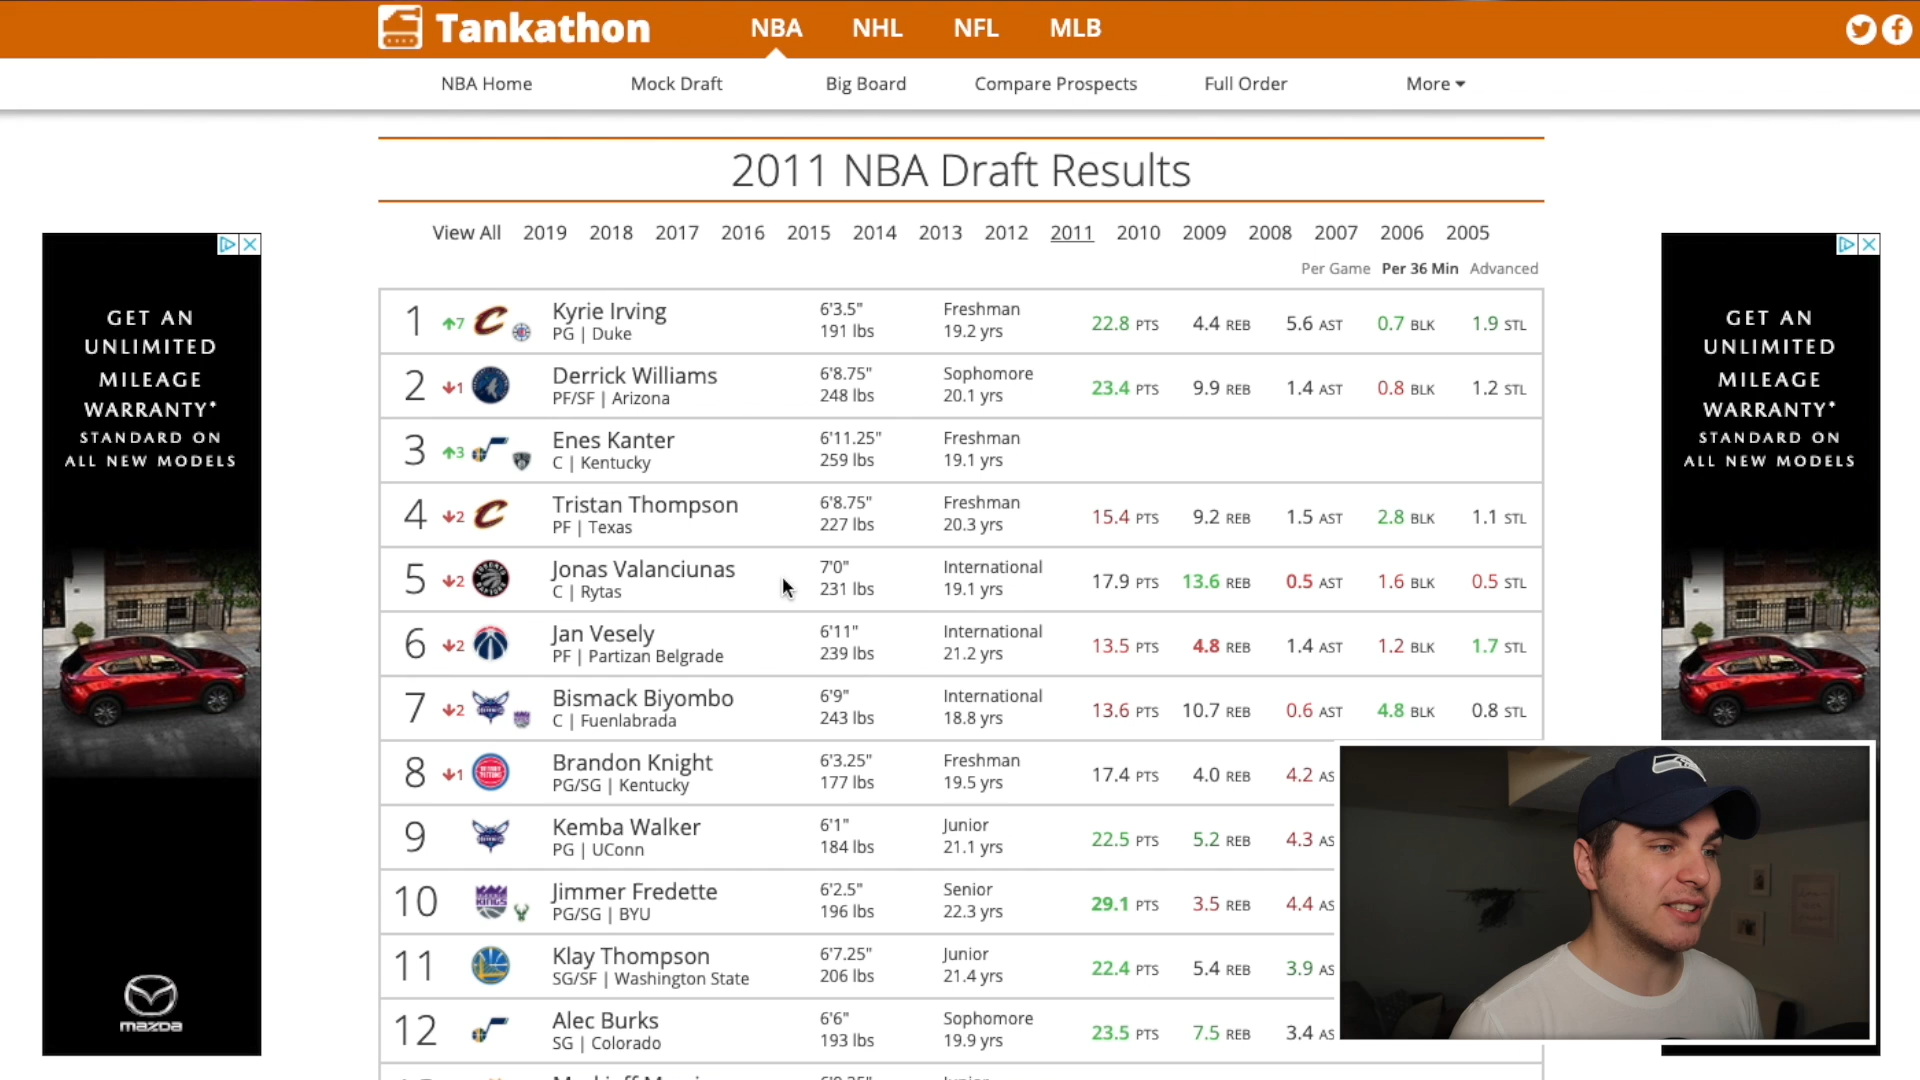 Tankathon
NBA NHL NFL MLB
NBA Home Mock Draft Big Board Compare Prospects Full Order More
2011 NBA Draft Results
View All 2019 2018 2017 2016 2015 2014 2013 2012 2011 2010 2009 2008 2007 2006 2005
Per Game Per 36 Min Advanced
1 7 Kyrie Irving 6'3.5" Freshman 22.8 PTS 4.4 REB 5.6 AST 0.7 BLK 1.9 STL
PG | Duke 191 lbs 19.2 yrs
2 1 Derrick Williams 6'8.75" Sophomore 23.4 PTS 9.9 REB 1.4 AST 0.8 BLK 1.2 STL
PF/SF | Arizona 248 lbs 20.1 yrs
3 3 Enes Kanter 6'11.25" Freshman
C | Kentucky 259 lbs 19.1 yrs
4 2 Tristan Thompson 6'8.75" Freshman 15.4 PTS 9.2 REB 1.5 AST 2.8 BLK 1.1 STL
PF | Texas 227 lbs 20.3 yrs
5 2 Jonas Valanciunas 7'0" International 17.9 PTS 13.6 REB 0.5 AST 1.6 BLK 0.5 STL
C | Rytas 231 lbs 19.1 yrs
6 2 Jan Vesely 6'11" International 13.5 PTS 4.8 REB 1.4 AST 1.2 BLK 1.7 STL
PF | Partizan Belgrade 239 lbs 21.2 yrs
7 2 Bismack Biyombo 6'9" International 13.6 PTS 10.7 REB 0.6 AST 4.8 BLK 0.8 STL
C | Fuenlabrada 243 lbs 18.8 yrs
8 1 Brandon Knight 6'3.25" Freshman 17.4 PTS 4.0 REB 4.2 AS
PG/SG | Kentucky 177 lbs 19.5 yrs
9 Kemba Walker 6'1" Junior 22.5 PTS 5.2 REB 4.3 AS
PG | UConn 184 lbs 21.1 yrs
10 Jimmer Fredette 6'2.5" Senior 29.1 PTS 3.5 REB 4.4 AS
PG/SG | BYU 196 lbs 22.3 yrs
11 Klay Thompson 6'7.25" Junior 22.4 PTS 5.4 REB 3.9 AS
SG/SF | Washington State 206 lbs 21.4 yrs
12 Alec Burks 6'6" Sophomore 23.5 PTS 7.5 REB 3.4 AS
SG | Colorado 193 lbs 19.9 yrs
GET AN
UNLIMITED
MILEAGE
WARRANTY*
STANDARD ON
ALL NEW MODELS
mazda
GET AN
UNLIMITED
MILEAGE
WARRANTY*
STANDARD ON
ALL NEW MODELS